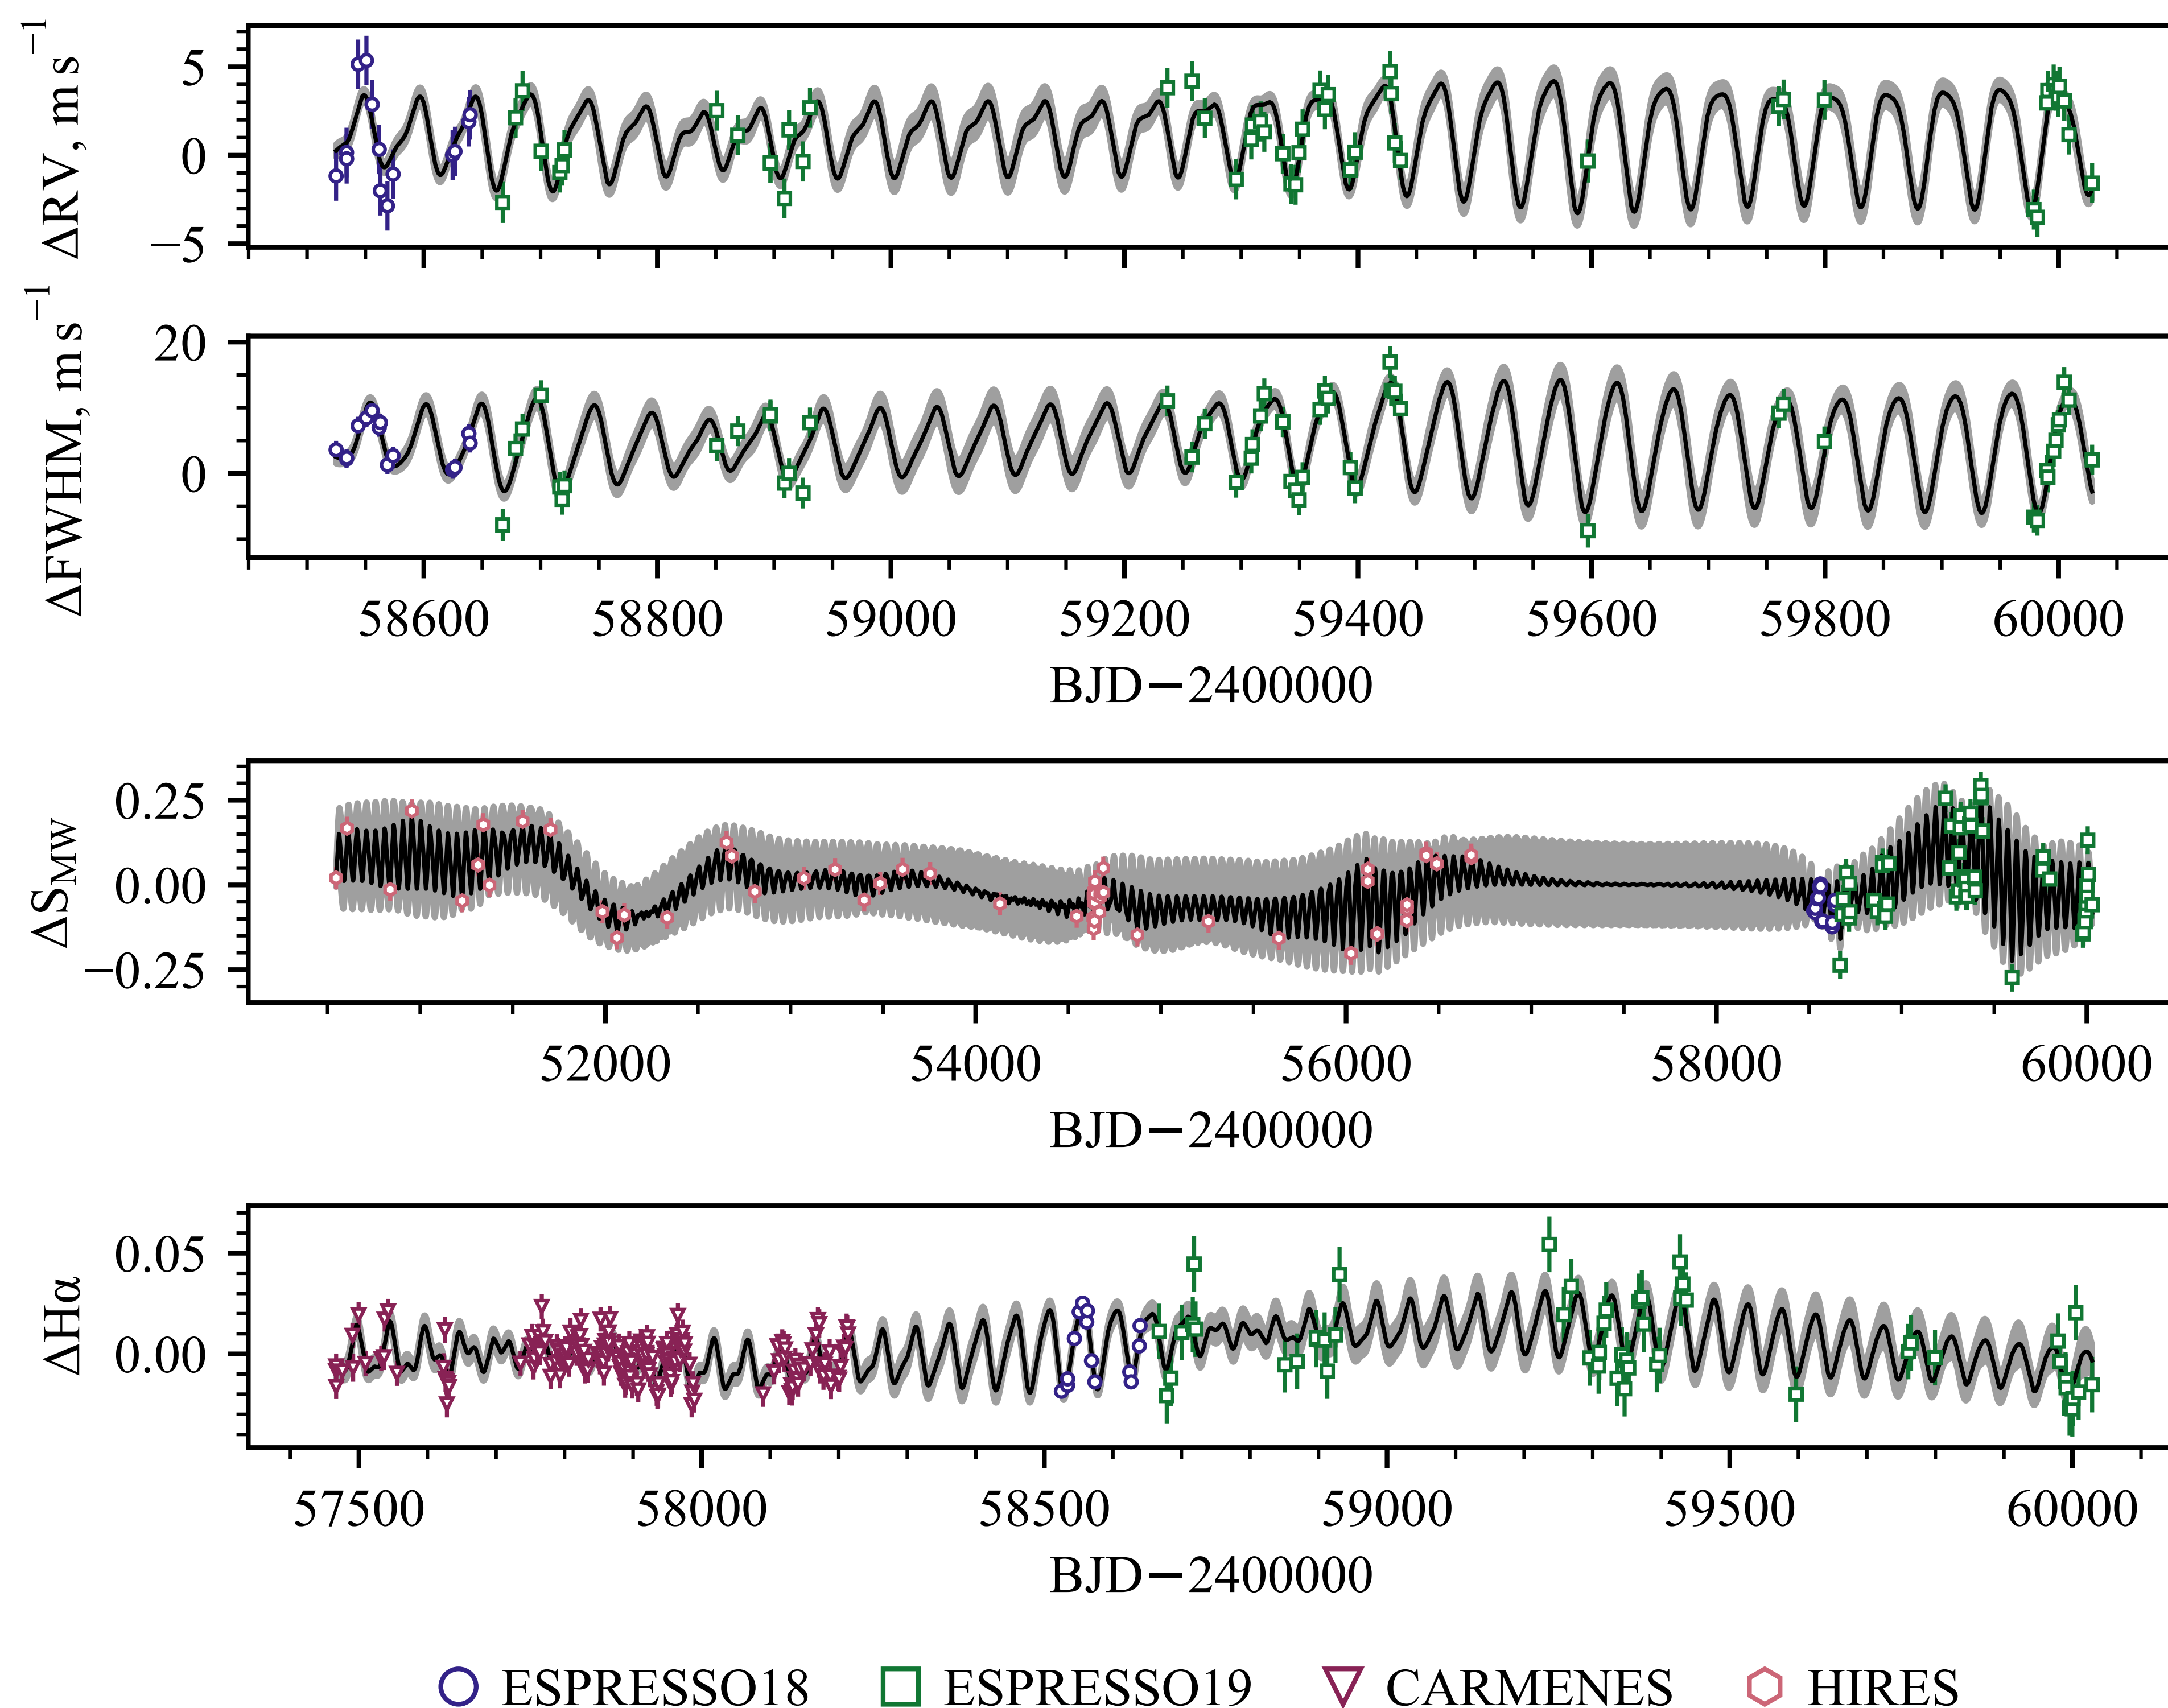 ΔRV, m s⁻¹
5
0
−5
ΔFWHM, m s⁻¹
20
0
58600 58800 59000 59200 59400 59600 59800 60000
BJD−2400000
ΔS_MW
0.25
0.00
−0.25
52000 54000 56000 58000 60000
BJD−2400000
ΔHα
0.05
0.00
57500 58000 58500 59000 59500 60000
BJD−2400000
ESPRESSO18 ESPRESSO19 CARMENES HIRES